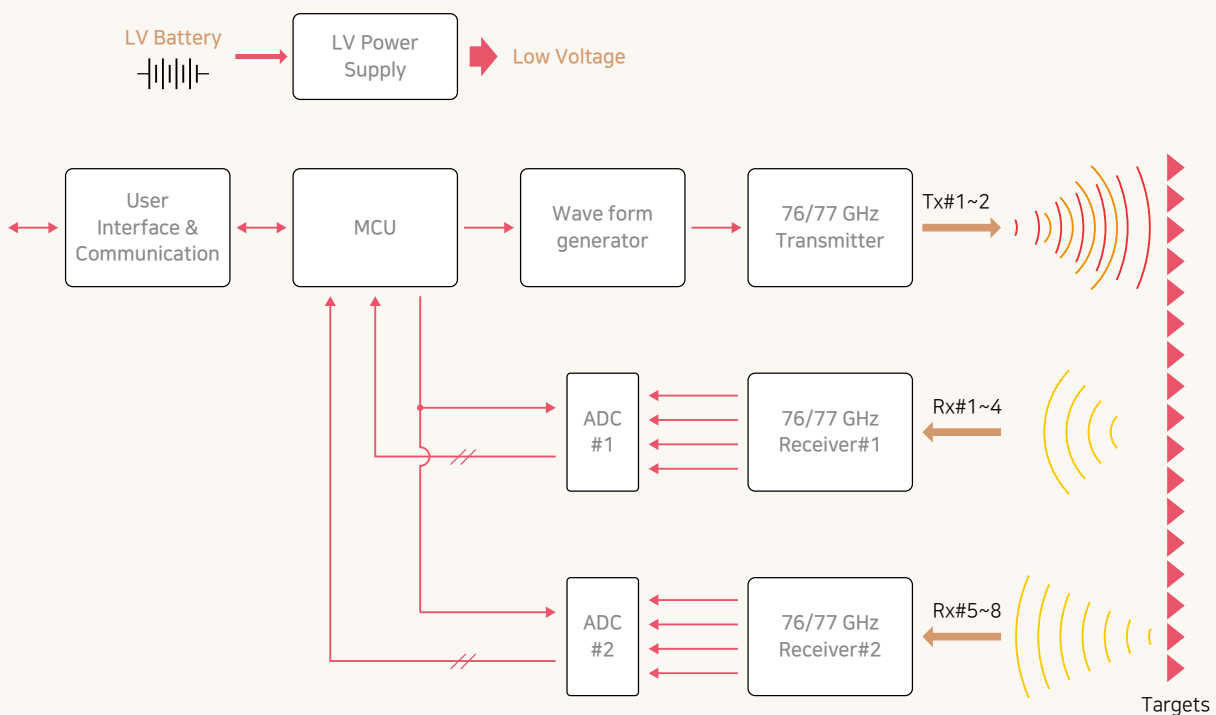 LV Battery
LV Power
Supply
Low Voltage
User
Interface &
Communication
MCU
Wave form
generator
76/77 GHz
Transmitter
Tx#1~2
ADC
#1
76/77 GHz
Receiver#1
Rx#1~4
ADC
#2
76/77 GHz
Receiver#2
Rx#5~8
Targets